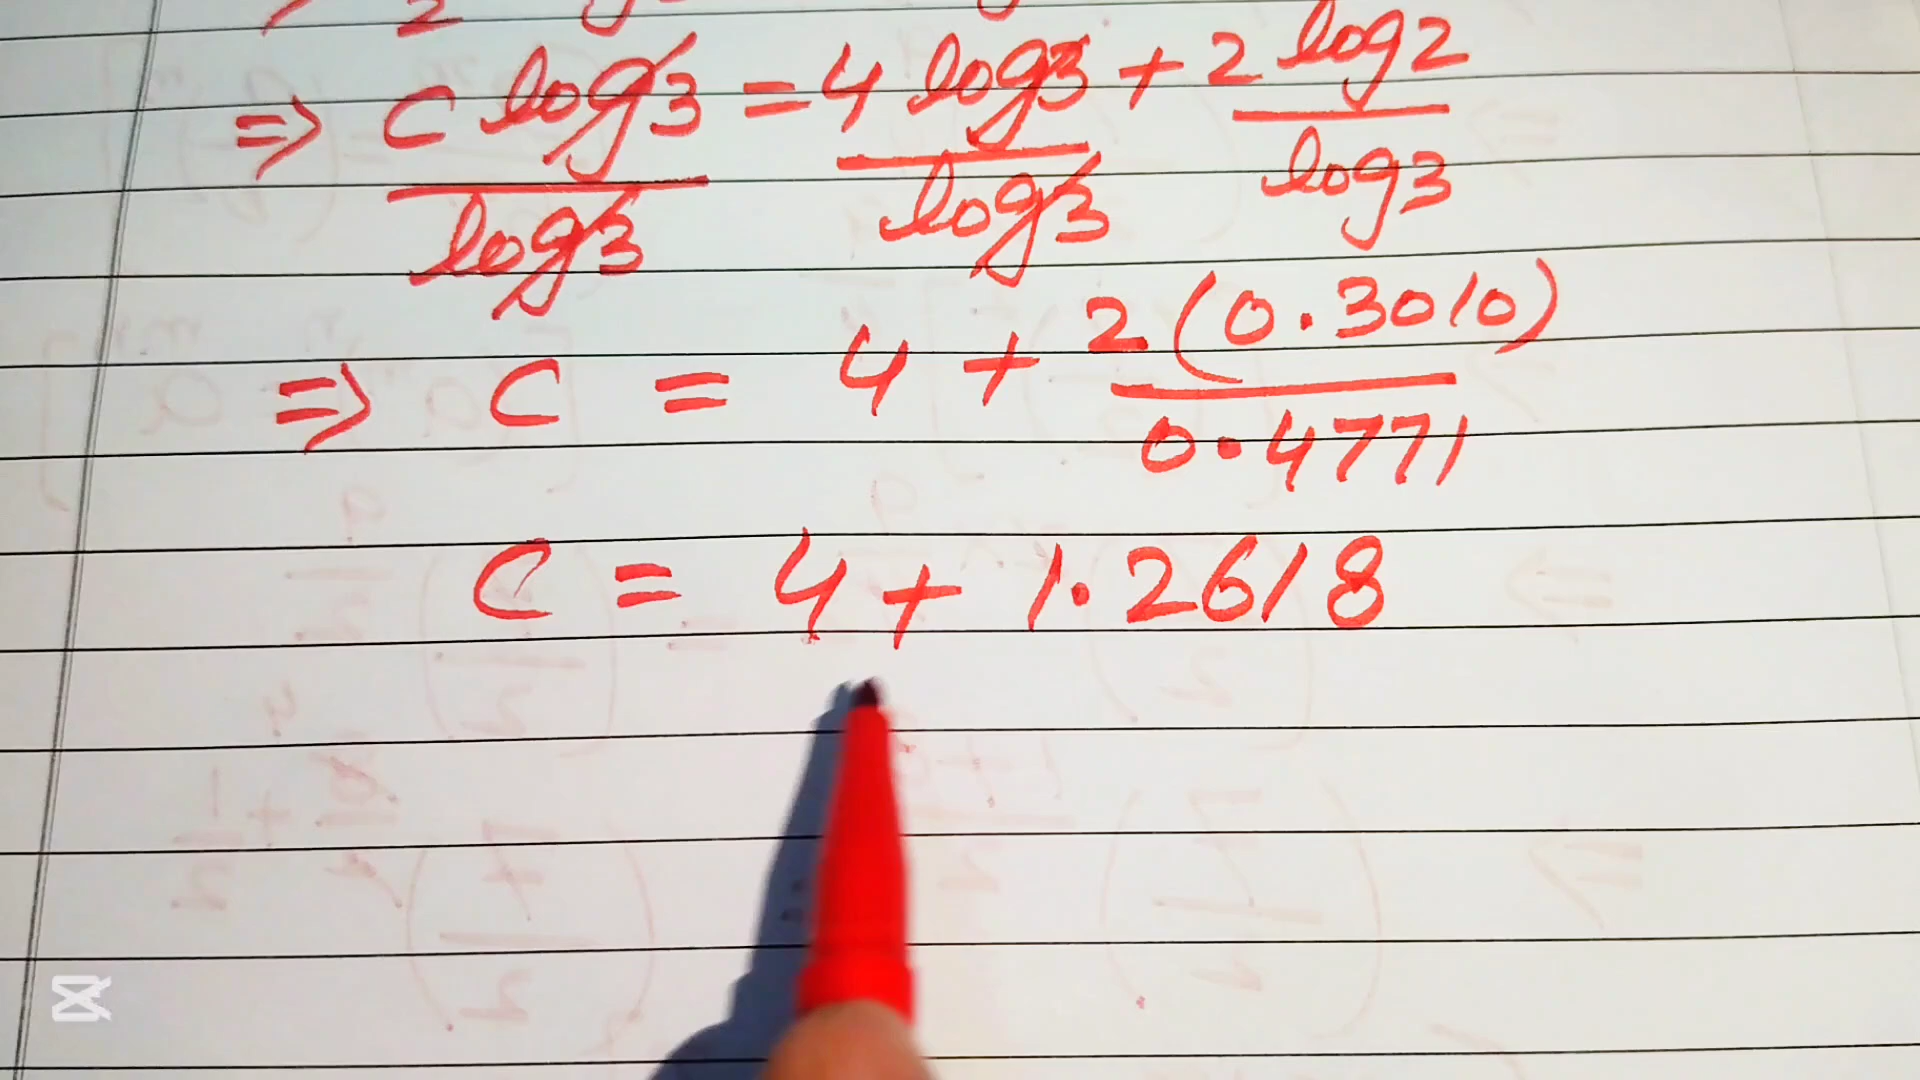 ⇒ C log3 / log3 = 4 log3 / log3 + 2 log2 / log3
⇒ C = 4 + 2(0.3010) / 0.4771
C = 4 + 1.2618